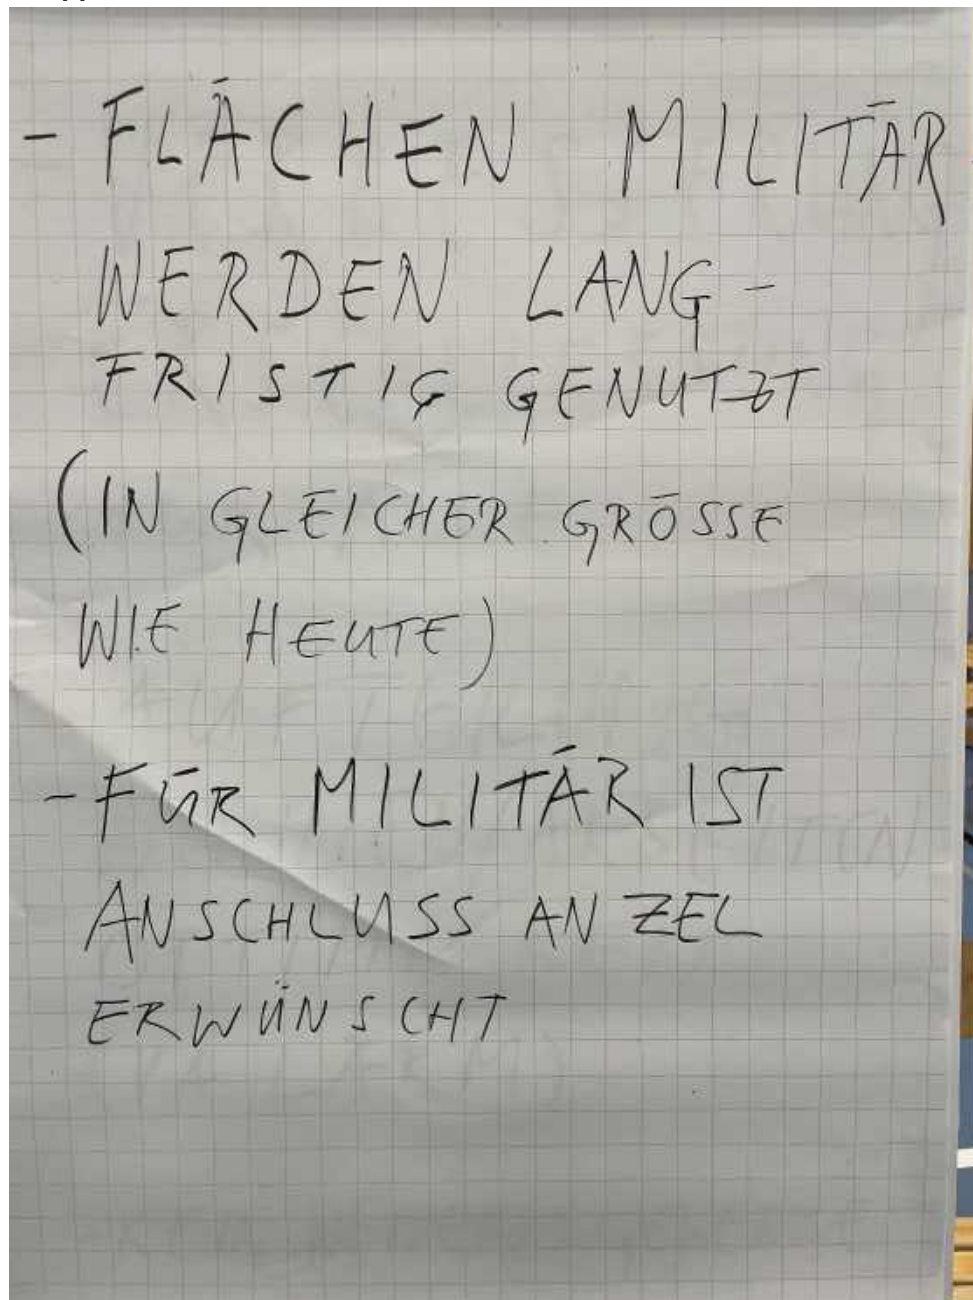 - FLÄCHEN MILITÄR
WERDEN LANG-
FRISTIG GENUTZT
(IN GLEICHER GRÖSSE
WIE HEUTE)
- FÜR MILITÄR IST
ANSCHLUSS AN ZEL
ERWÜNSCHT